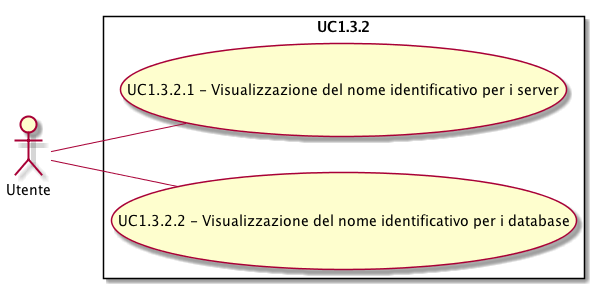 UC1.3.2
UC1.3.2.1 – Visualizzazione del nome identificativo per i server
Utente
UC1.3.2.2 – Visualizzazione del nome identificativo per i database